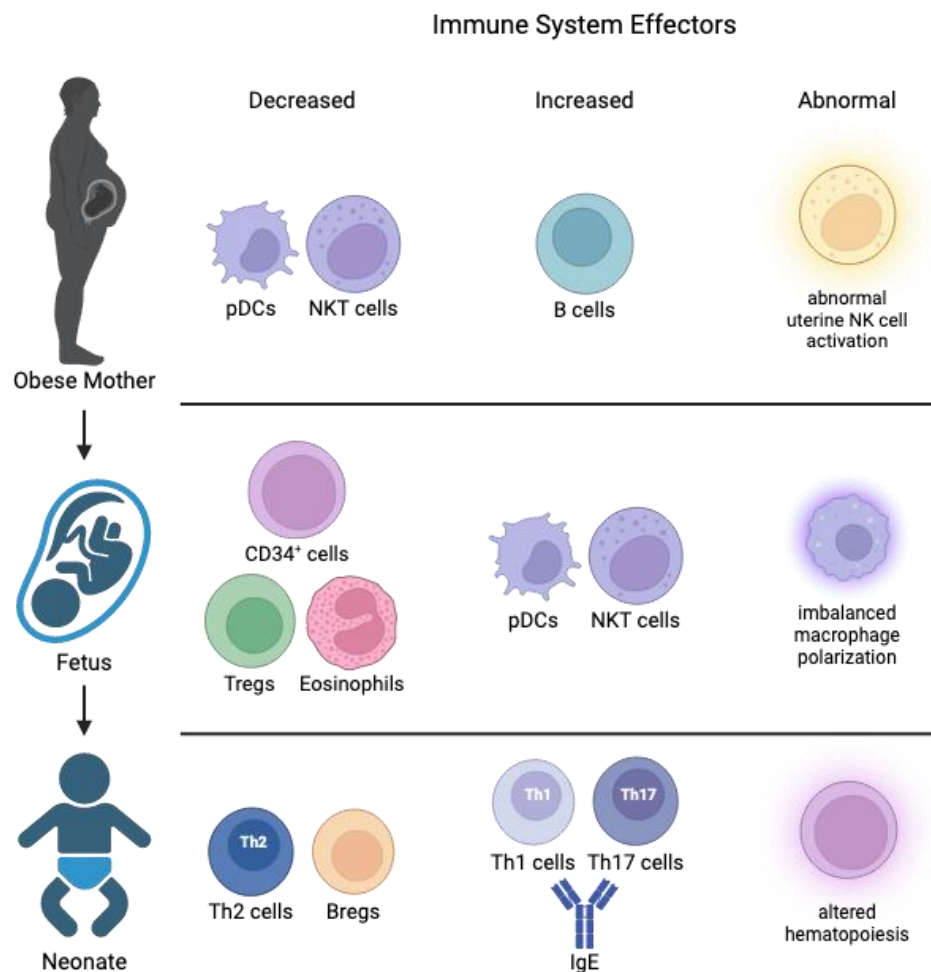 Immune System Effectors
Decreased
Increased
Abnormal
pDCs
NKT cells
B cells
abnormal
uterine NK cell
activation
Obese Mother
CD34⁺ cells
Tregs
Eosinophils
pDCs
NKT cells
imbalanced
macrophage
polarization
Fetus
Th2
Th2 cells
Bregs
Th1
Th17
Th1 cells
Th17 cells
IgE
altered
hematopoiesis
Neonate